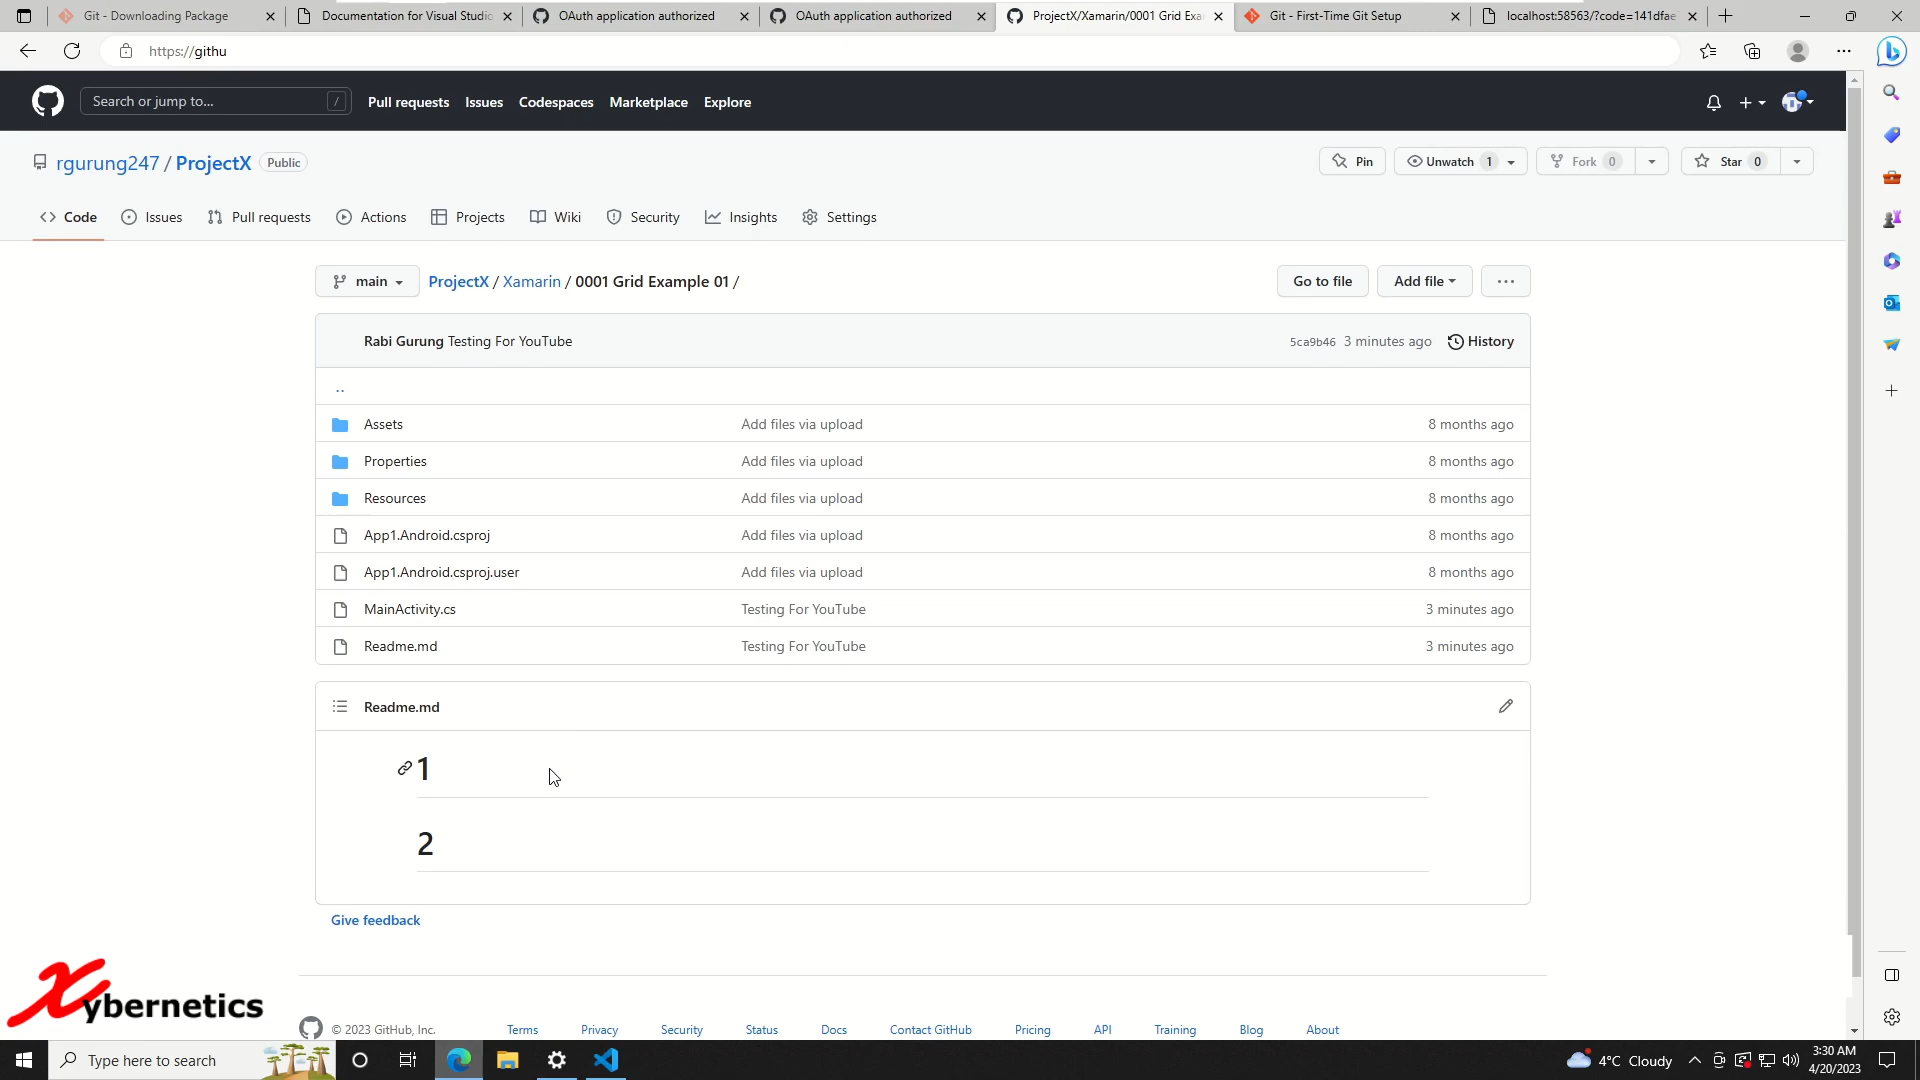 Git - Downloading Package
Documentation for Visual Studio
OAuth application authorized
OAuth application authorized
ProjectX/Xamarin/0001 Grid Exa
Git - First-Time Git Setup
localhost:58563/?code=141dfae
https://githu
Search or jump to... /
Pull requests
Issues
Codespaces
Marketplace
Explore
rgurung247 / ProjectX Public
Pin
Unwatch 1
Fork 0
Star 0
Code
Issues
Pull requests
Actions
Projects
Wiki
Security
Insights
Settings
main
ProjectX / Xamarin / 0001 Grid Example 01 /
Go to file
Add file
Rabi Gurung Testing For YouTube 5ca9b46 3 minutes ago History
..
Assets Add files via upload 8 months ago
Properties Add files via upload 8 months ago
Resources Add files via upload 8 months ago
App1.Android.csproj Add files via upload 8 months ago
App1.Android.csproj.user Add files via upload 8 months ago
MainActivity.cs Testing For YouTube 3 minutes ago
Readme.md Testing For YouTube 3 minutes ago
Readme.md
1
2
Give feedback
Xybernetics
© 2023 GitHub, Inc. Terms Privacy Security Status Docs Contact GitHub Pricing API Training Blog About
Type here to search
4°C Cloudy
3:30 AM
4/20/2023